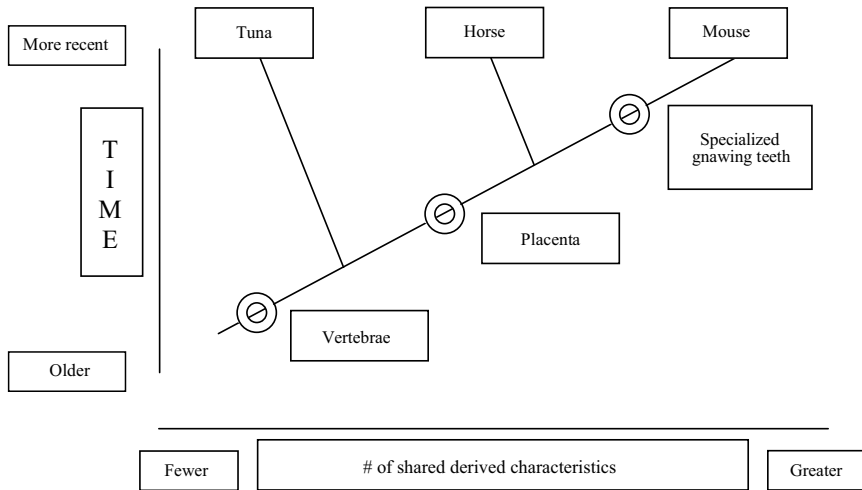 More recent
Tuna
Horse
Mouse
T
I
M
E
Specialized
gnawing teeth
Placenta
Vertebrae
Older
Fewer
# of shared derived characteristics
Greater